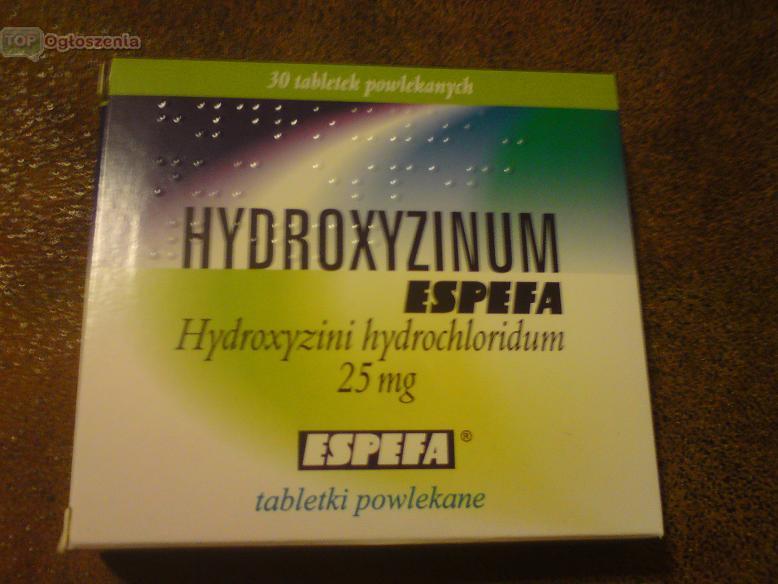 TOP Ogłoszenia
30 tabletek powlekanych
HYDROXYZINUM
ESPEFA
Hydroxyzini hydrochloridum
25 mg
ESPEFA®
tabletki powlekane